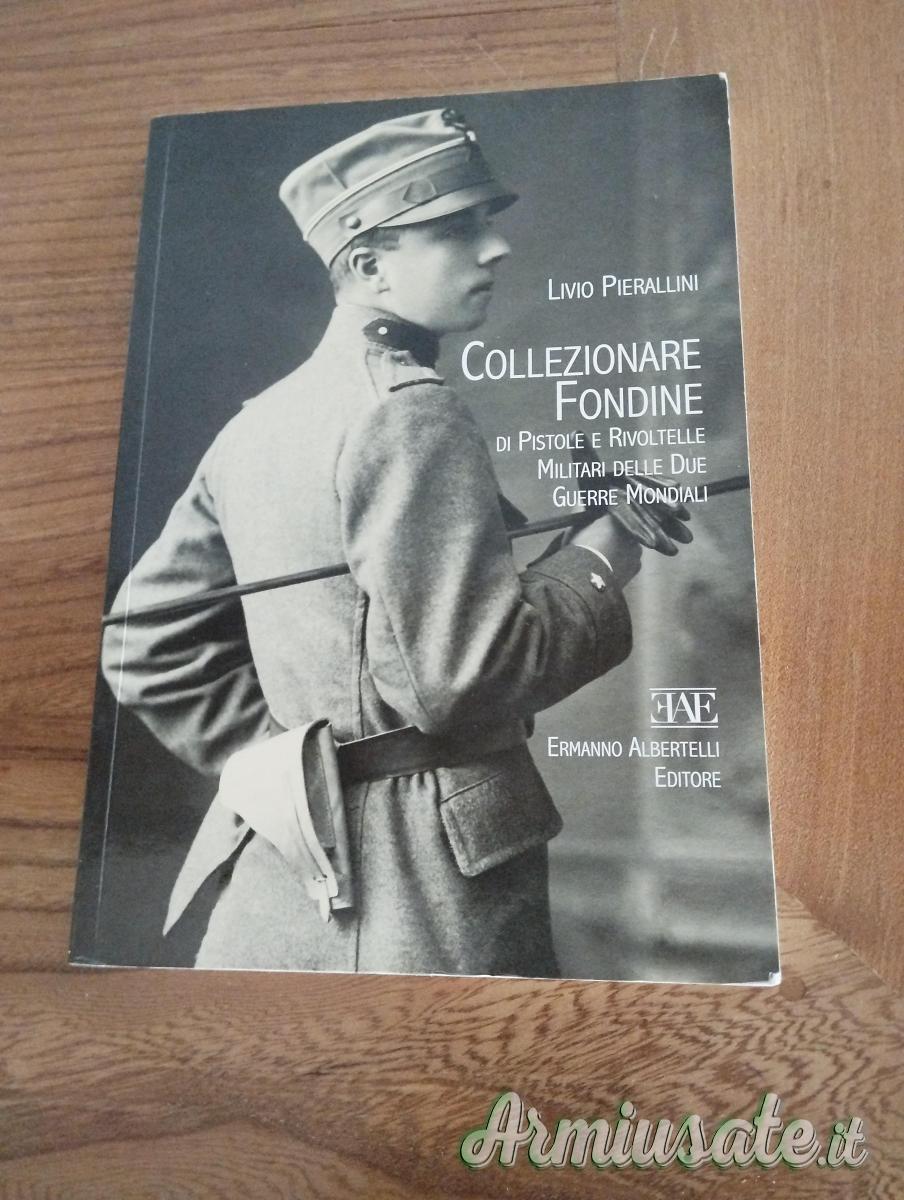 LIVIO PIERALLINI
COLLEZIONARE
FONDINE
DI PISTOLE E RIVOLTELLE
MILITARI DELLE DUE
GUERRE MONDIALI
EAE
ERMANNO ALBERTELLI
EDITORE
Armiusate.it